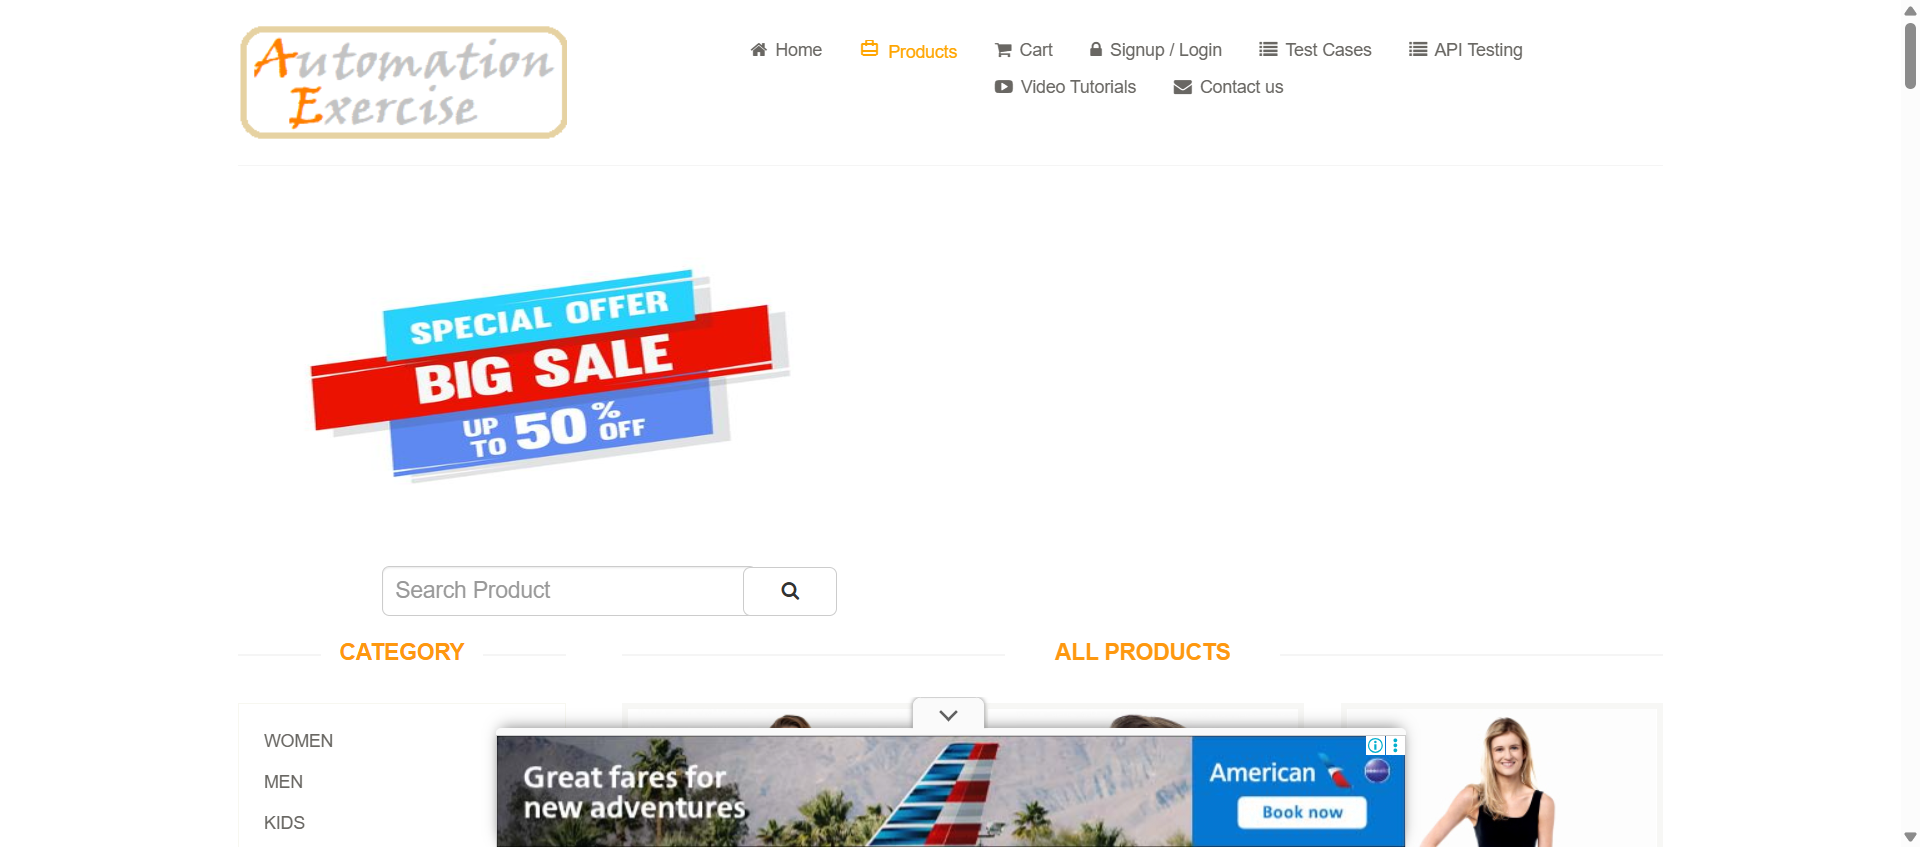 Automation
Exercise
Home
Products
Cart
Signup / Login
Test Cases
API Testing
Video Tutorials
Contact us
SPECIAL OFFER
BIG SALE
UP TO 50% OFF
Search Product
CATEGORY
ALL PRODUCTS
WOMEN
MEN
KIDS
Great fares for
new adventures
American
Book now